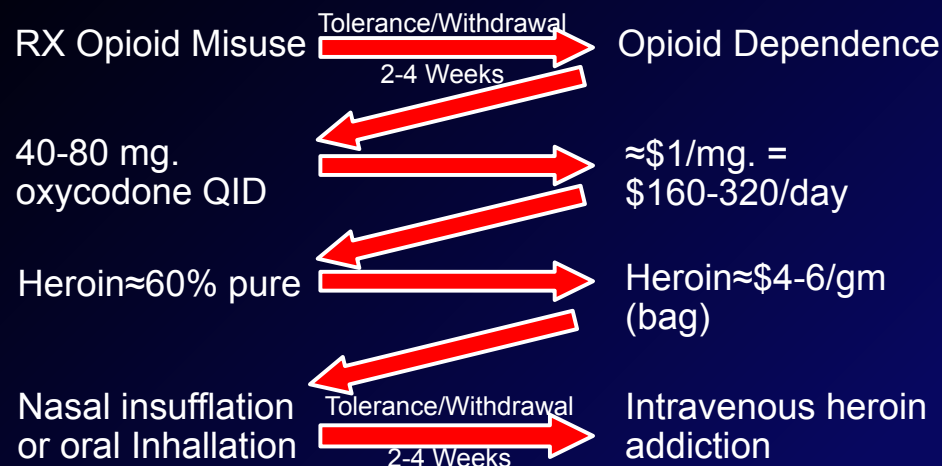 RX Opioid Misuse
Tolerance/Withdrawal
2-4 Weeks
Opioid Dependence
40-80 mg.
oxycodone QID
≈$1/mg. =
$160-320/day
Heroin≈60% pure
Heroin≈$4-6/gm
(bag)
Nasal insufflation
or oral Inhallation
Tolerance/Withdrawal
2-4 Weeks
Intravenous heroin
addiction